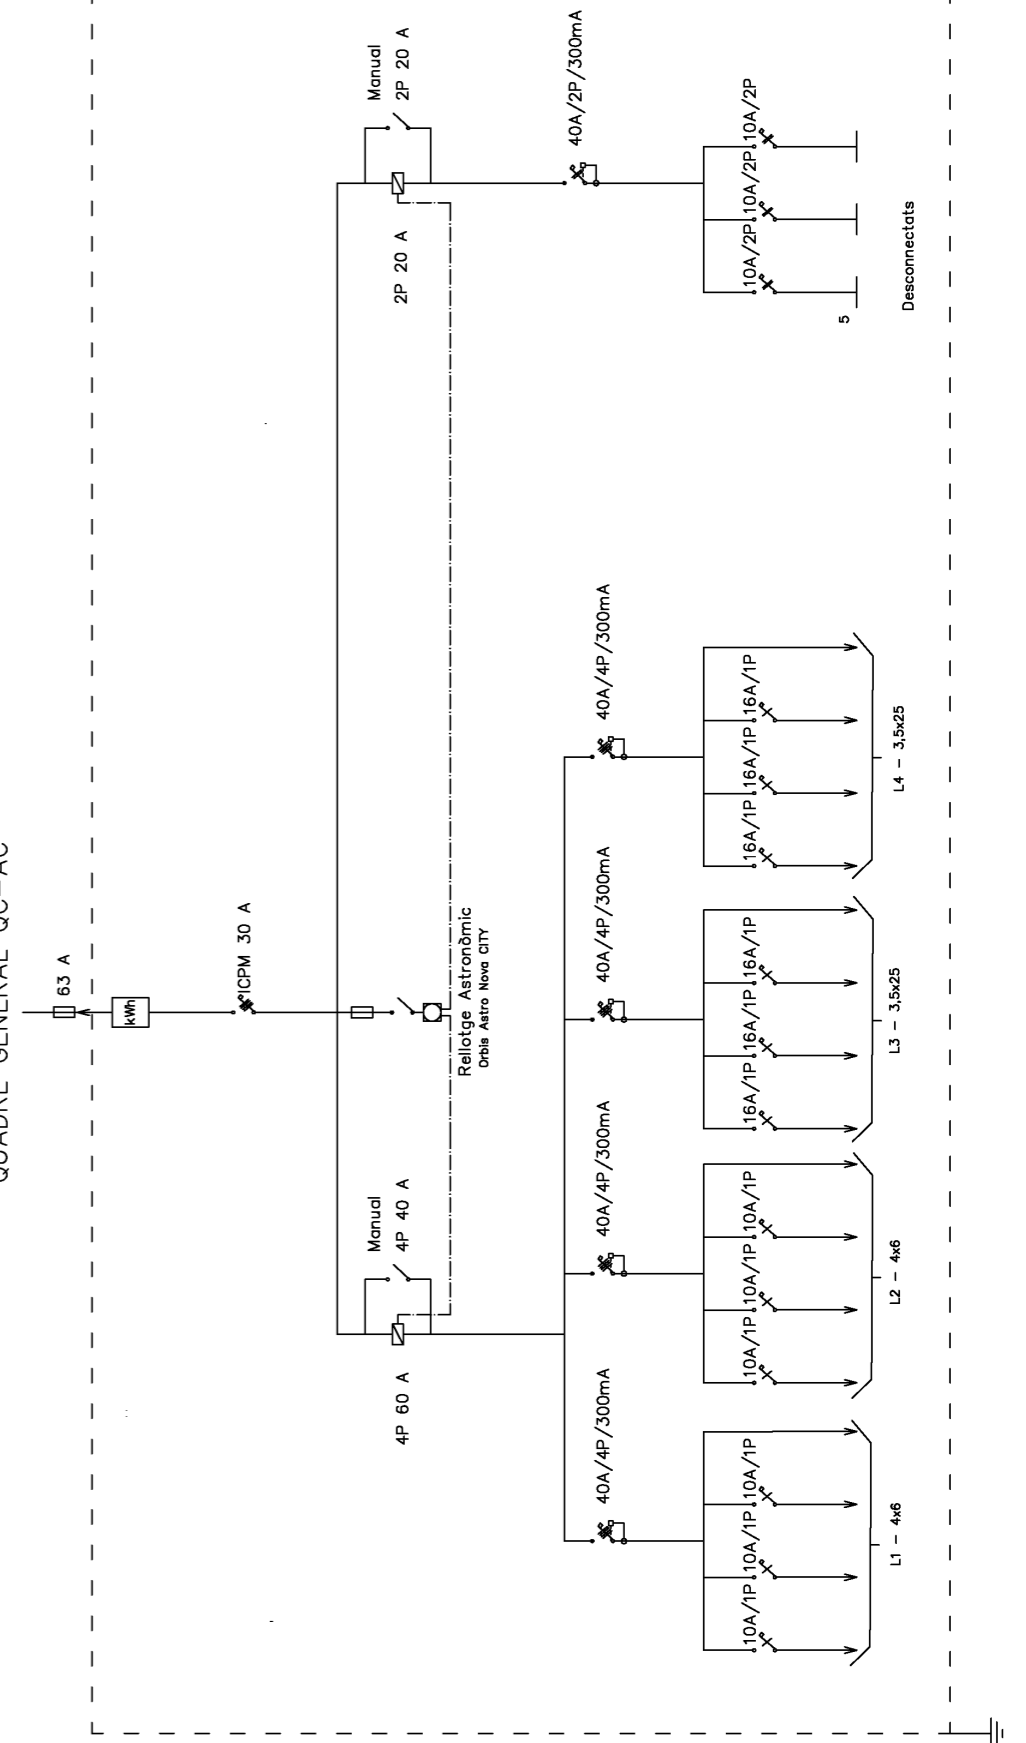 QUADRE GENERAL QC-AC
63 A
kWh
ICPM 30 A
4P 60 A
Manual
4P 40 A
Rellotge Astronòmic
Orbis Astro Nova CITY
2P 20 A
Manual
2P 20 A
40A/4P/300mA
40A/4P/300mA
40A/4P/300mA
40A/4P/300mA
40A/2P/300mA
10A/1P
10A/1P
10A/1P
10A/1P
10A/1P
10A/1P
16A/1P
16A/1P
16A/1P
16A/1P
16A/1P
16A/1P
10A/2P
10A/2P
10A/2P
5
L1 - 4x6
L2 - 4x6
L3 - 3,5x25
L4 - 3,5x25
Desconnectats